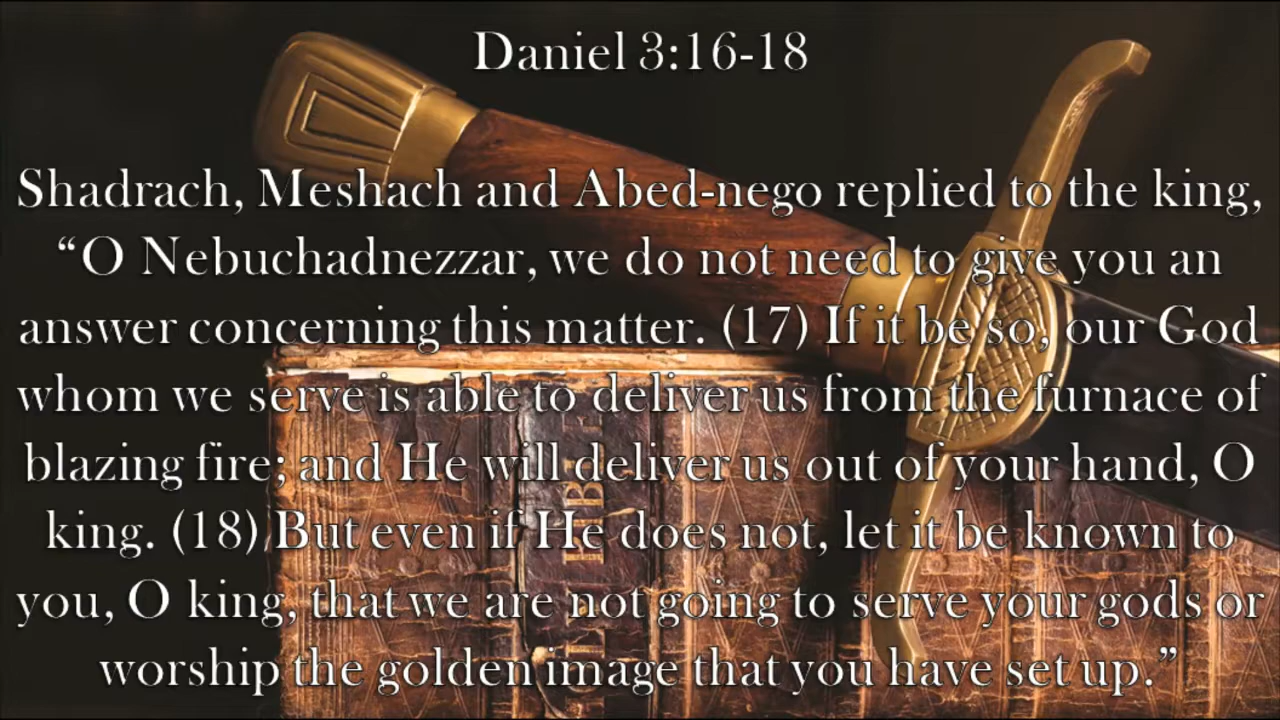 Daniel 3:16-18
Shadrach, Meshach and Abed-nego replied to the king,
“O Nebuchadnezzar, we do not need to give you an
answer concerning this matter. (17) If it be so, our God
whom we serve is able to deliver us from the furnace of
blazing fire; and He will deliver us out of your hand, O
king. (18) But even if He does not, let it be known to
you, O king, that we are not going to serve your gods or
worship the golden image that you have set up.”